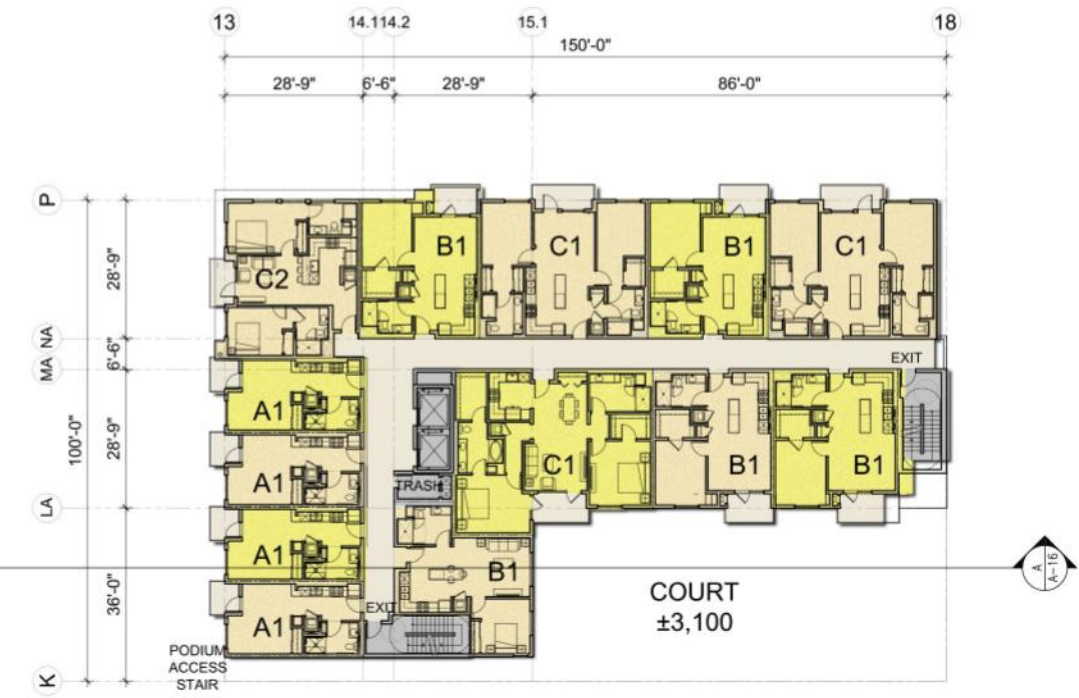 13
14.1
14.2
15.1
18
150'-0"
28'-9"
6'-6"
28'-9"
86'-0"
P
28'-9"
NA
6'-6"
MA
100'-0"
28'-9"
LA
36'-0"
K
C2
B1
C1
B1
C1
EXIT
A1
A1
A1
A1
TRASH
C1
B1
B1
B1
EXIT
COURT
±3,100
A
A-16
PODIUM
ACCESS
STAIR